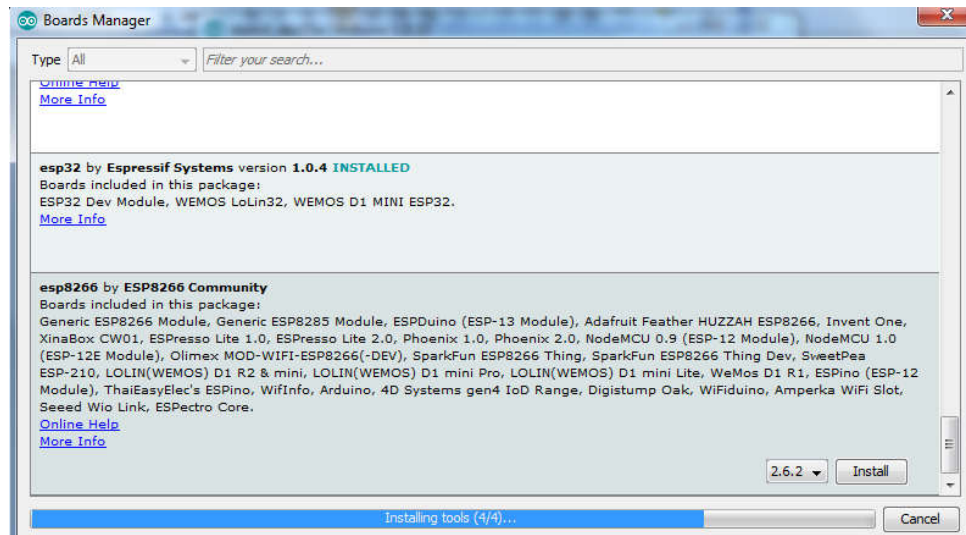 Boards Manager
Type All Filter your search...
Online Help
More Info
esp32 by Espressif Systems version 1.0.4 INSTALLED
Boards included in this package:
ESP32 Dev Module, WEMOS LoLin32, WEMOS D1 MINI ESP32.
More Info
esp8266 by ESP8266 Community
Boards included in this package:
Generic ESP8266 Module, Generic ESP8285 Module, ESPDuino (ESP-13 Module), Adafruit Feather HUZZAH ESP8266, Invent One,
XinaBox CW01, ESPresso Lite 1.0, ESPresso Lite 2.0, Phoenix 1.0, Phoenix 2.0, NodeMCU 0.9 (ESP-12 Module), NodeMCU 1.0
(ESP-12E Module), Olimex MOD-WIFI-ESP8266(-DEV), SparkFun ESP8266 Thing, SparkFun ESP8266 Thing Dev, SweetPea
ESP-210, LOLIN(WEMOS) D1 R2 & mini, LOLIN(WEMOS) D1 mini Pro, LOLIN(WEMOS) D1 mini Lite, WeMos D1 R1, ESPino (ESP-12
Module), ThaiEasyElec's ESPino, WifInfo, Arduino, 4D Systems gen4 IoD Range, Digistump Oak, WiFiduino, Amperka WiFi Slot,
Seeed Wio Link, ESPectro Core.
Online Help
More Info
2.6.2 Install
Installing tools (4/4)... Cancel